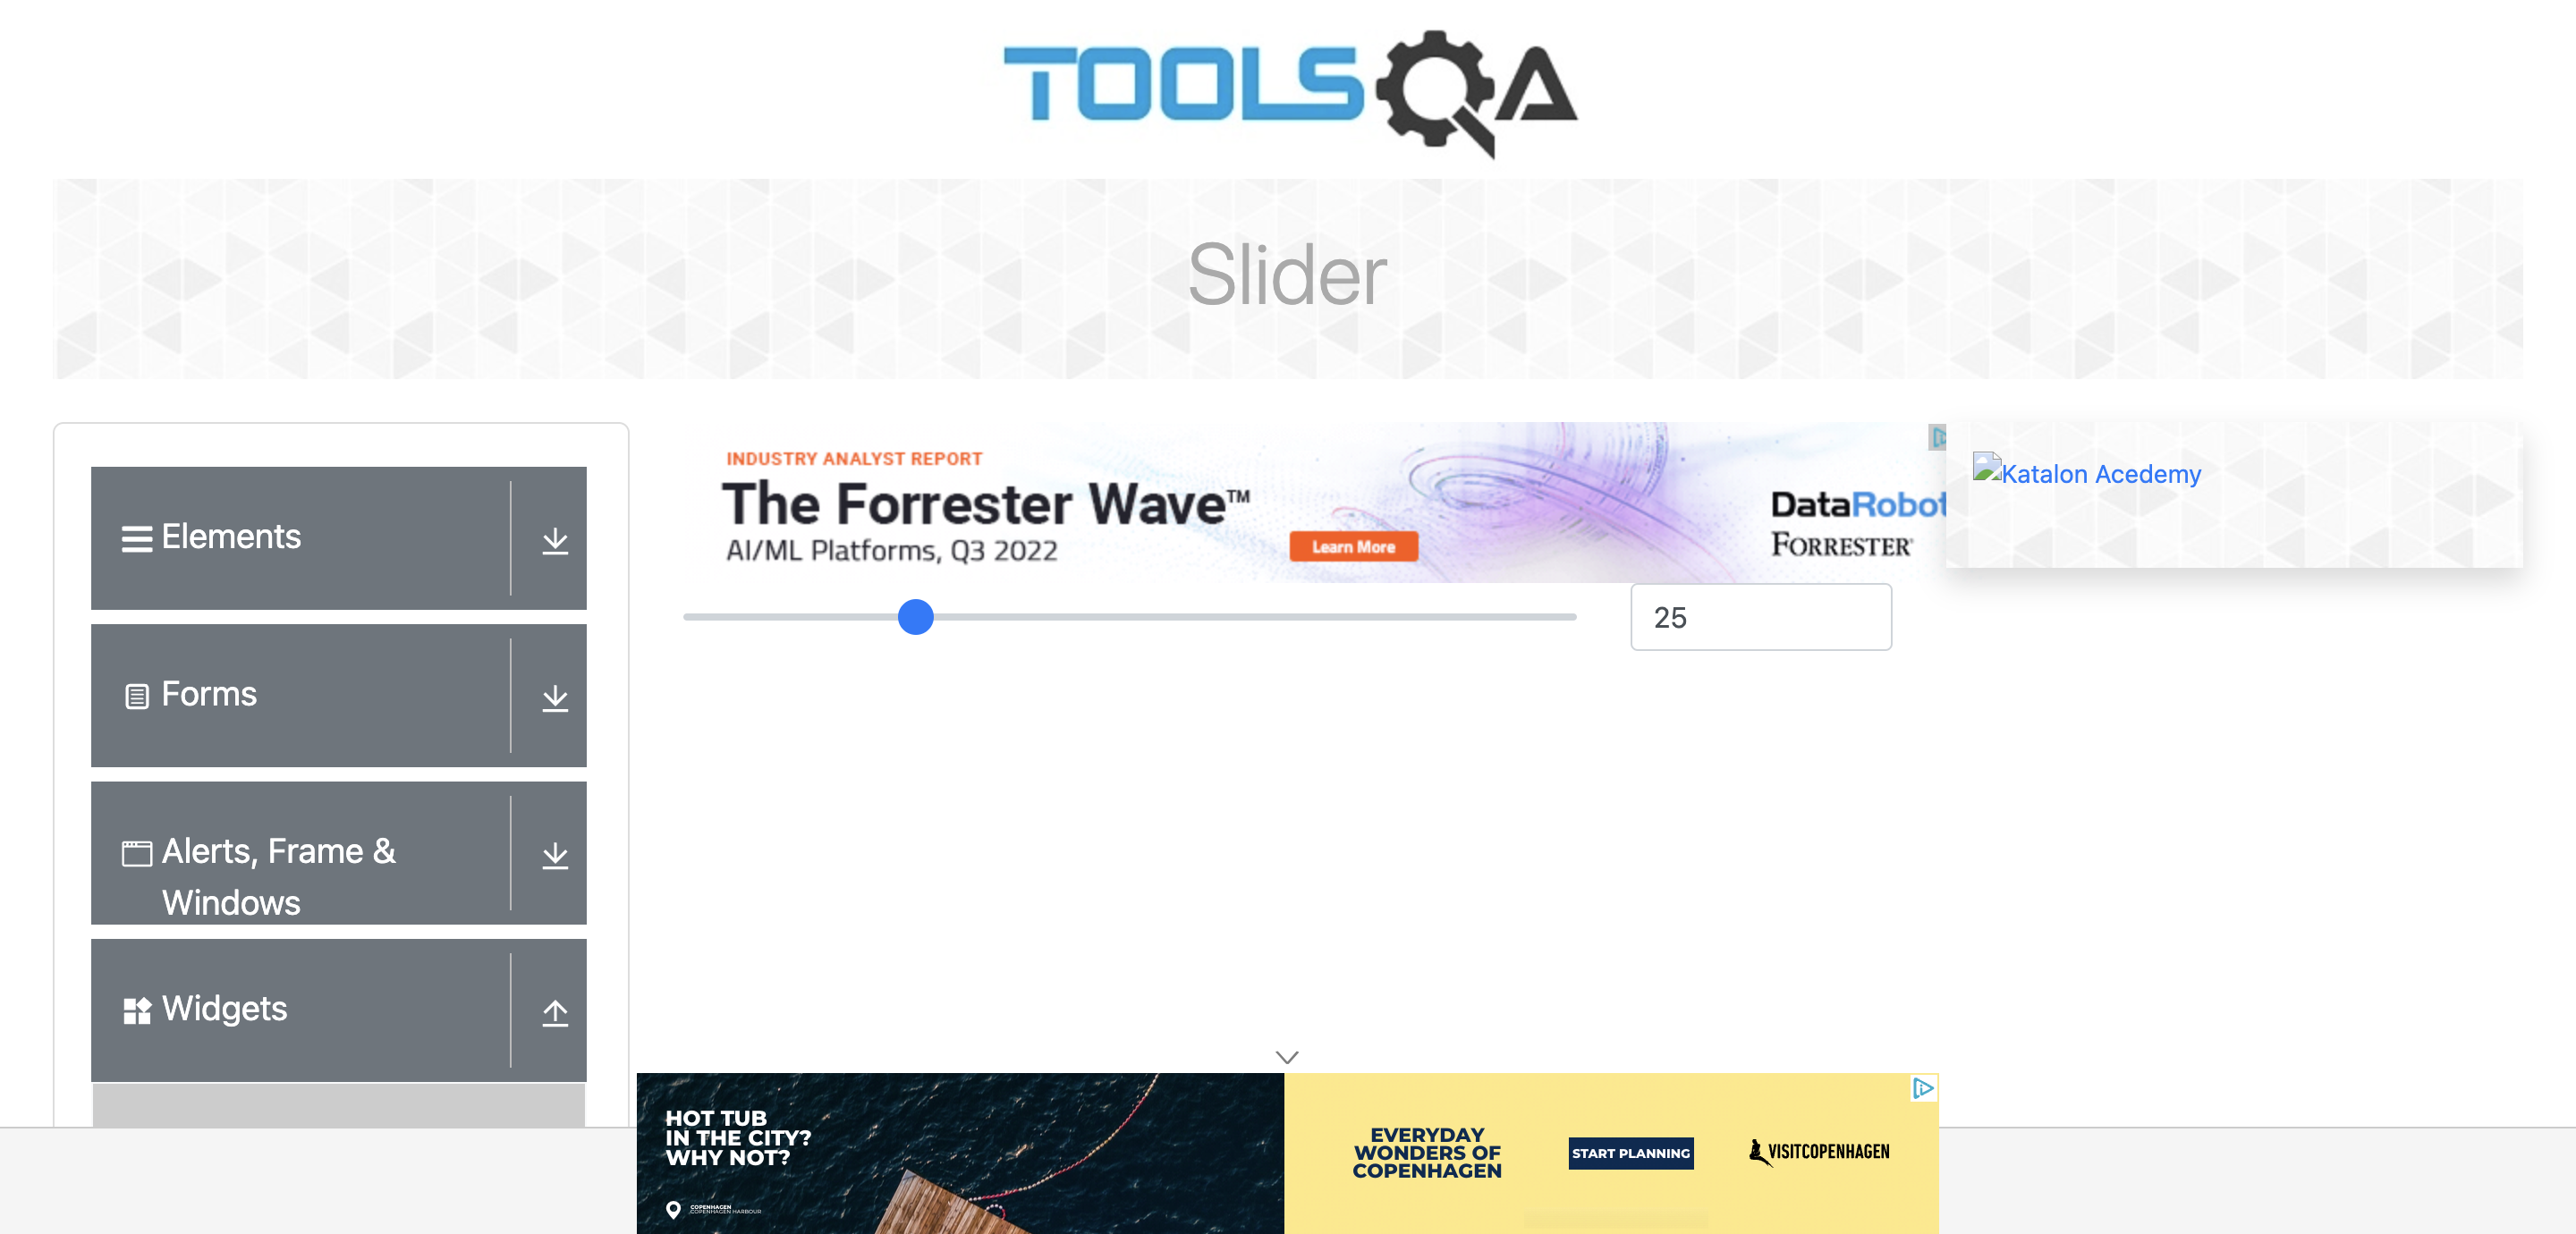 TOOLSQA
Slider
Elements
Forms
Alerts, Frame &
Windows
Widgets
INDUSTRY ANALYST REPORT
The Forrester Wave™
AI/ML Platforms, Q3 2022
Learn More
DataRobot
FORRESTER®
Katalon Acedemy
25
HOT TUB
IN THE CITY?
WHY NOT?
COPENHAGEN
COPENHAGEN HARBOUR
EVERYDAY
WONDERS OF
COPENHAGEN
START PLANNING
VISITCOPENHAGEN